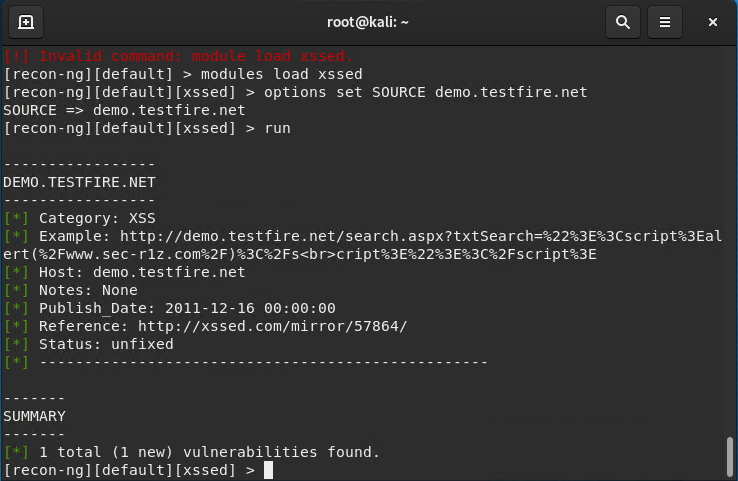 root@kali: ~
[!] Invalid command: module load xssed.
[recon-ng][default] > modules load xssed
[recon-ng][default][xssed] > options set SOURCE demo.testfire.net
SOURCE => demo.testfire.net
[recon-ng][default][xssed] > run
-----------------
DEMO.TESTFIRE.NET
-----------------
[*] Category: XSS
[*] Example: http://demo.testfire.net/search.aspx?txtSearch=%22%3E%3Cscript%3Eal
ert(%2Fwww.sec-r1z.com%2F)%3C%2Fs<br>cript%3E%22%3E%3C%2Fscript%3E
[*] Host: demo.testfire.net
[*] Notes: None
[*] Publish_Date: 2011-12-16 00:00:00
[*] Reference: http://xssed.com/mirror/57864/
[*] Status: unfixed
[*] --------------------------------------------------
-------
SUMMARY
-------
[*] 1 total (1 new) vulnerabilities found.
[recon-ng][default][xssed] >